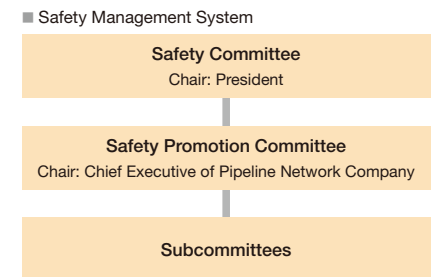 ■ Safety Management System
Safety Committee
Chair: President
Safety Promotion Committee
Chair: Chief Executive of Pipeline Network Company
Subcommittees